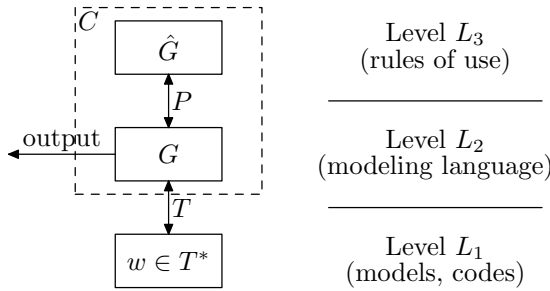 C
Ĝ
Level L₃
(rules of use)
P
output
G
Level L₂
(modeling language)
T
w ∈ T*
Level L₁
(models, codes)